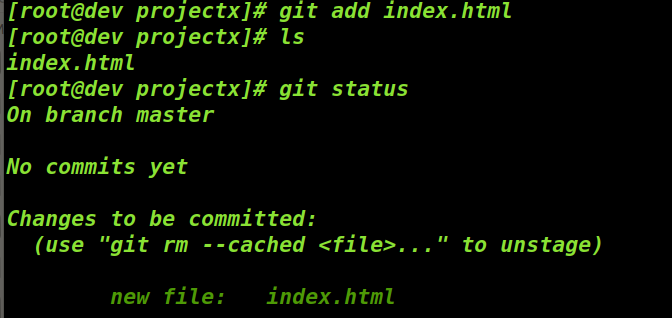 [root@dev projectx]# git add index.html
[root@dev projectx]# ls
index.html
[root@dev projectx]# git status
On branch master
No commits yet
Changes to be committed:
(use "git rm --cached <file>..." to unstage)
new file: index.html